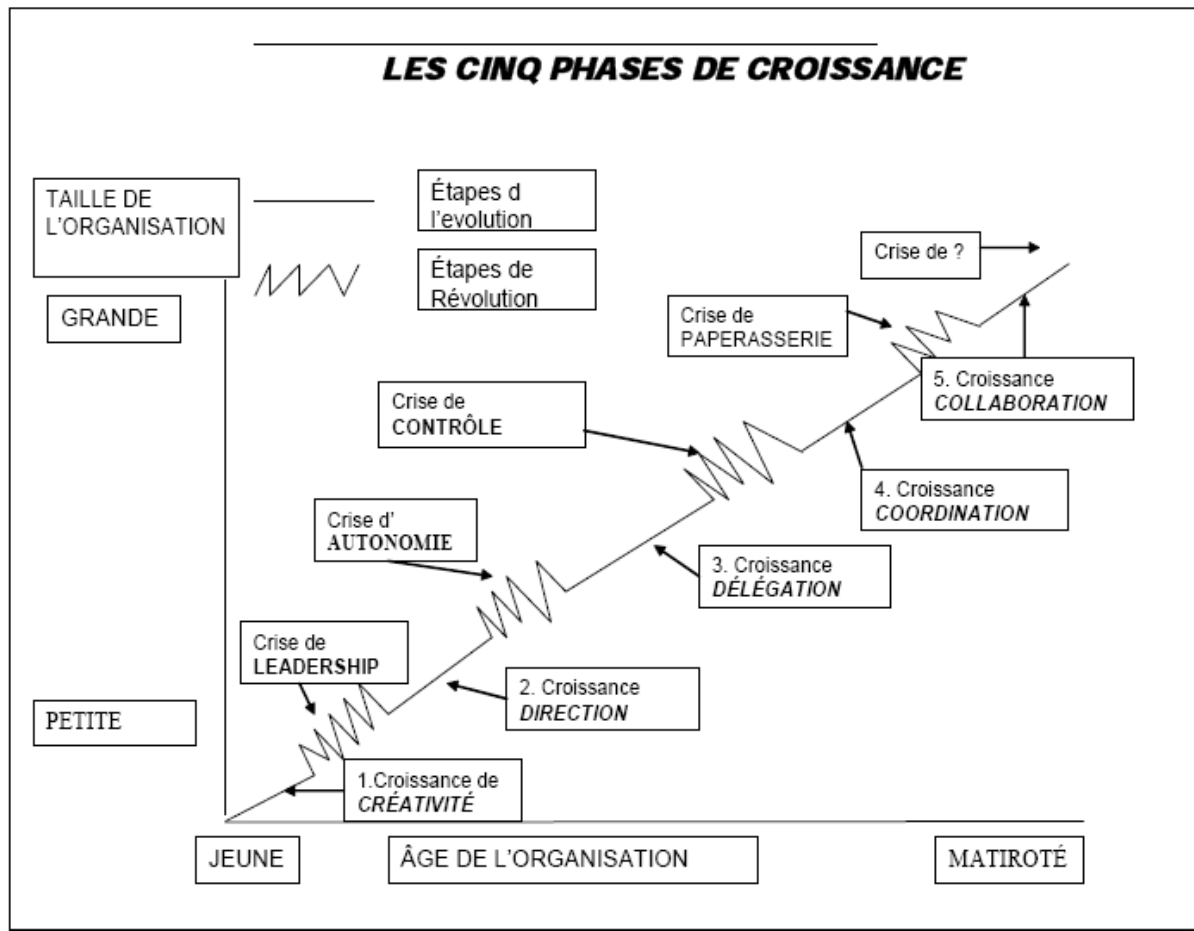 LES CINQ PHASES DE CROISSANCE
TAILLE DE
L'ORGANISATION
Étapes d
l'evolution
Étapes de
Révolution
GRANDE
Crise de ?
Crise de
PAPERASSERIE
5. Croissance
COLLABORATION
Crise de
CONTRÔLE
4. Croissance
COORDINATION
Crise d'
AUTONOMIE
3. Croissance
DÉLÉGATION
Crise de
LEADERSHIP
2. Croissance
DIRECTION
PETITE
1.Croissance de
CRÉATIVITÉ
JEUNE
ÂGE DE L'ORGANISATION
MATIROTÉ